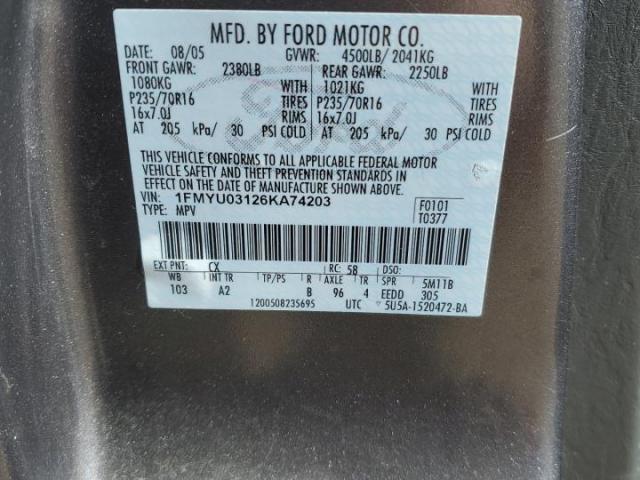 MFD. BY FORD MOTOR CO.
DATE: 08/05 GVWR: 4500LB/ 2041KG
FRONT GAWR: 2380LB REAR GAWR: 2250LB
1080KG WITH 1021KG WITH
P235/70R16 TIRES P235/70R16 TIRES
16x7.0J RIMS 16x7.0J RIMS
AT 205 kPa/ 30 PSI COLD AT 205 kPa/ 30 PSI COLD
THIS VEHICLE CONFORMS TO ALL APPLICABLE FEDERAL MOTOR
VEHICLE SAFETY AND THEFT PREVENTION STANDARDS IN
EFFECT ON THE DATE OF MANUFACTURE SHOWN ABOVE.
VIN: 1FMYU03126KA74203 F0101
TYPE: MPV T0377
EXT PNT: CX RC: 58 DSO:
WB INT TR TP/PS R AXLE TR SPR 5M11B
103 A2 B 96 4 EEDD 305
1200508235695 UTC 5U5A-1520472-BA
Ford